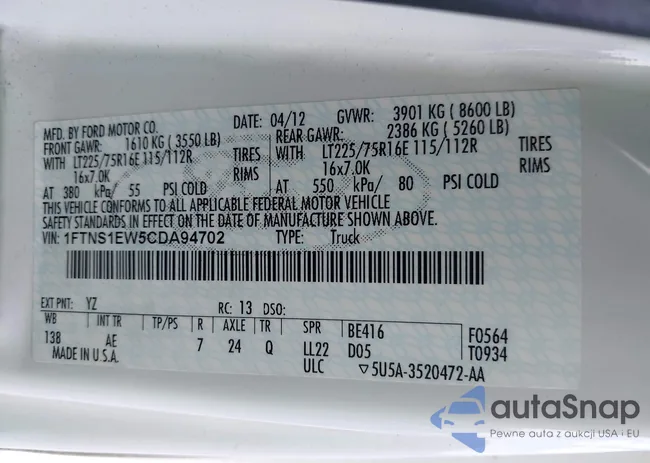 MFD. BY FORD MOTOR CO.
DATE: 04/12 GVWR: 3901 KG ( 8600 LB)
FRONT GAWR: 1610 KG ( 3550 LB) REAR GAWR: 2386 KG ( 5260 LB)
WITH LT225/75R16E 115/112R TIRES WITH LT225/75R16E 115/112R TIRES
16x7.0K RIMS 16x7.0K RIMS
AT 380 kPa/ 55 PSI COLD AT 550 kPa/ 80 PSI COLD
THIS VEHICLE CONFORMS TO ALL APPLICABLE FEDERAL MOTOR VEHICLE
SAFETY STANDARDS IN EFFECT ON THE DATE OF MANUFACTURE SHOWN ABOVE.
VIN: 1FTNS1EW5CDA94702 TYPE: Truck
EXT PNT: YZ RC: 13 DSO:
WB INT TR TP/PS R AXLE TR SPR BE416 F0564
138 AE 7 24 Q LL22 D05 T0934
MADE IN U.S.A. ULC ▽5U5A-3520472-AA
autaSnap
Pewne auta z aukcji USA i EU